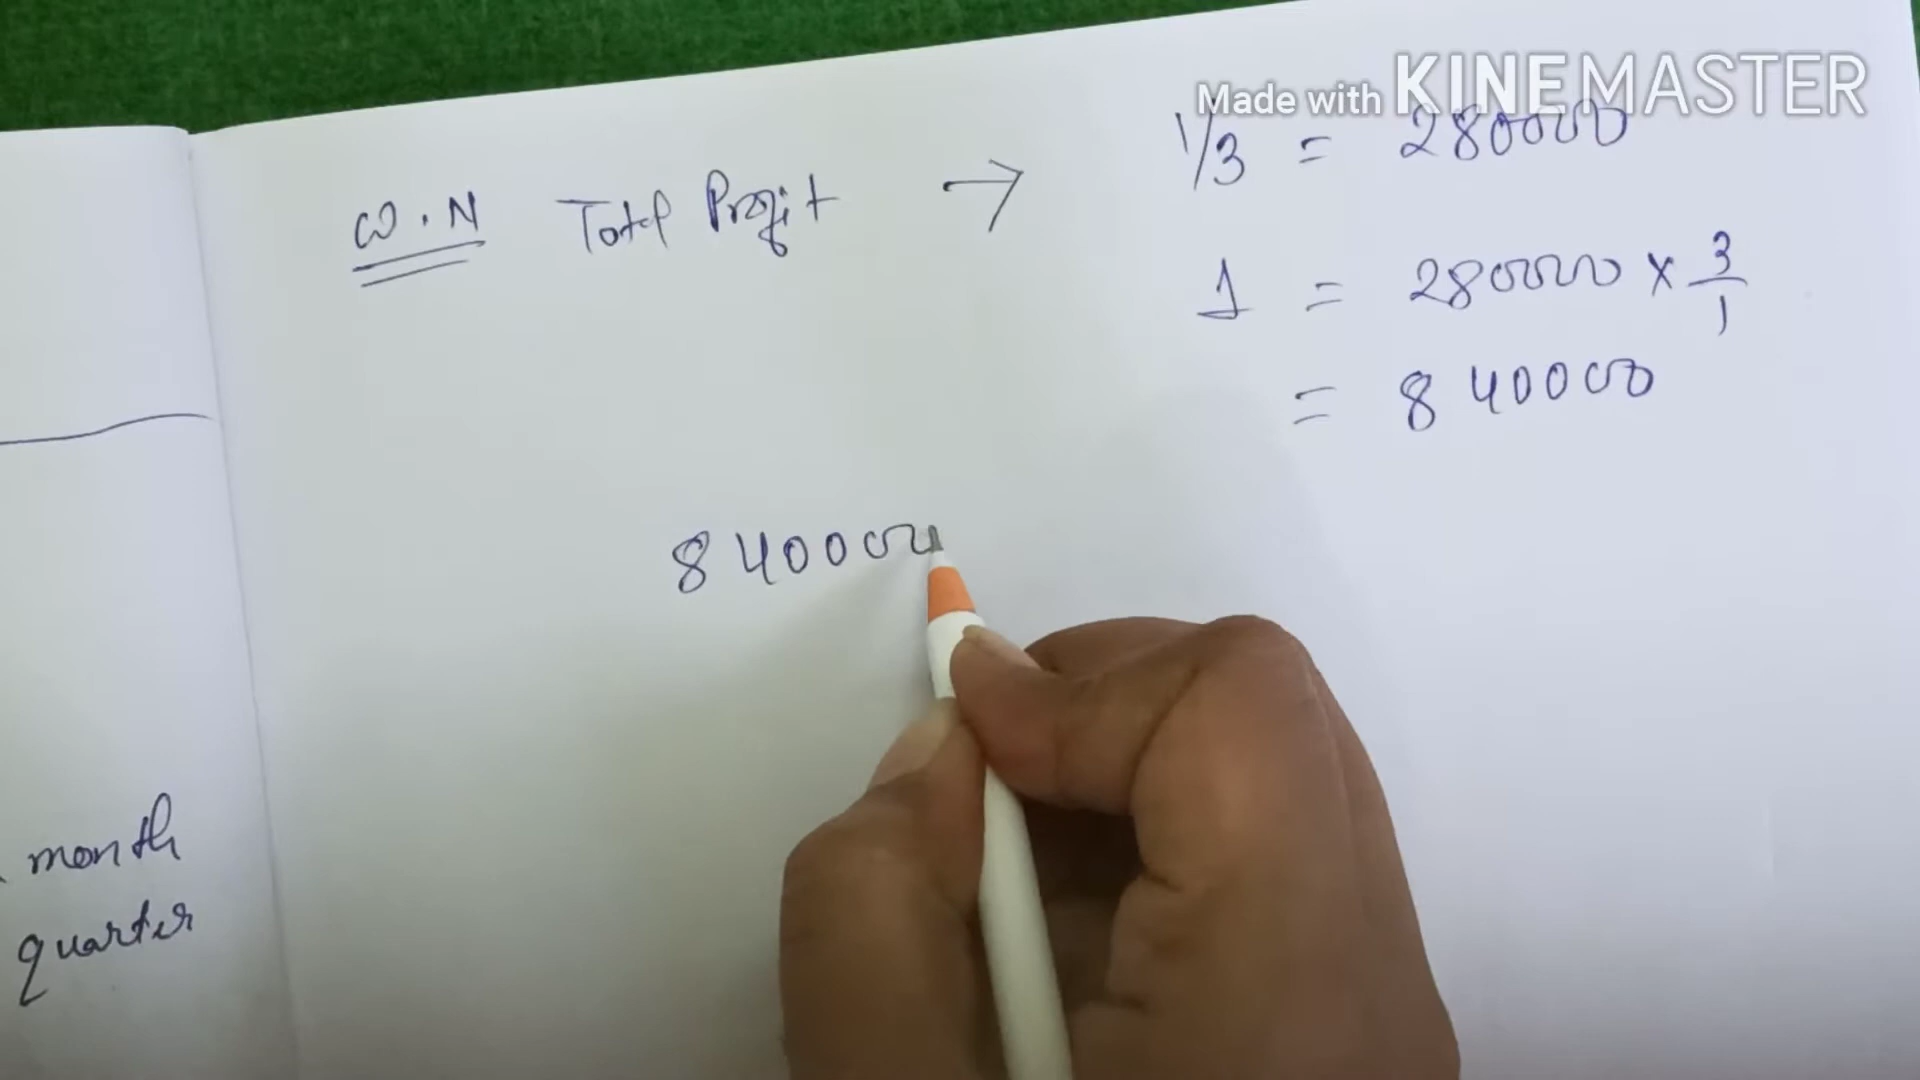 Made with KINEMASTER
W.N Total Profit → 1/3 = 280000
1 = 280000 x 3/1
= 840000
840000
month
quarter